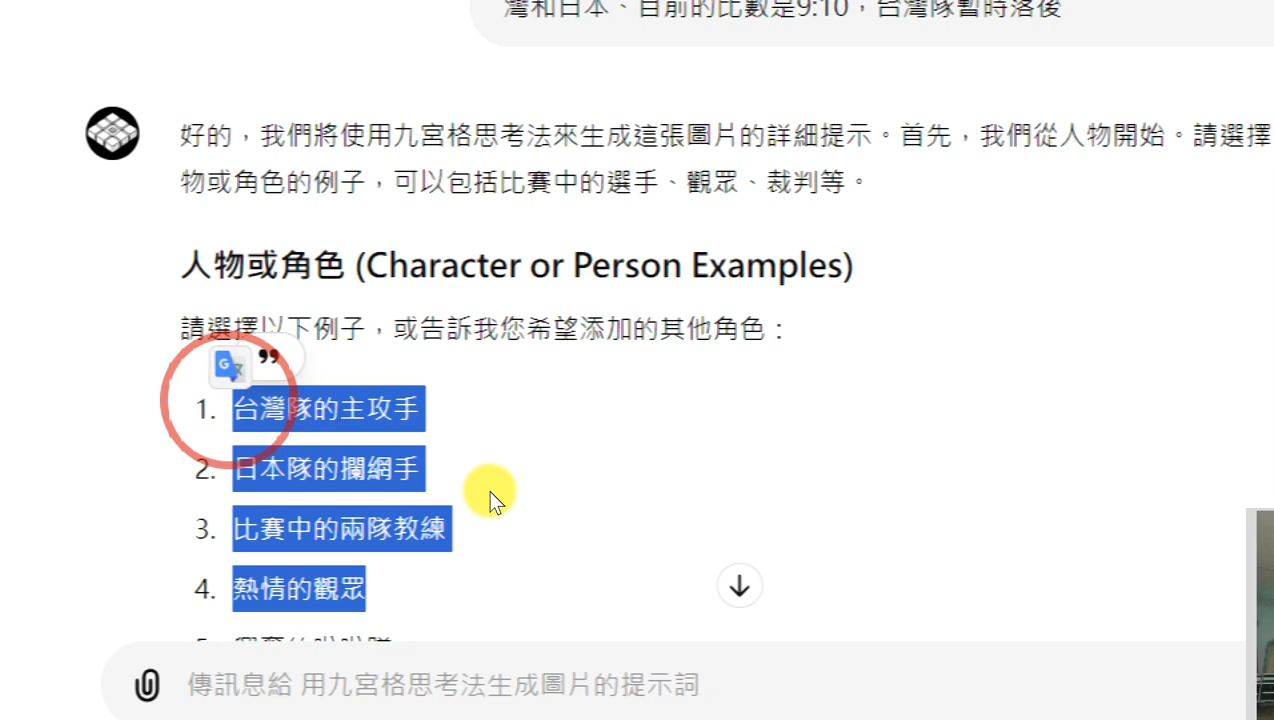 灣和日本、目前的比數是9:10，台灣隊暫時落後
好的，我們將使用九宮格思考法來生成這張圖片的詳細提示。首先，我們從人物開始。請選擇
物或角色的例子，可以包括比賽中的選手、觀眾、裁判等。
人物或角色 (Character or Person Examples)
請選擇以下例子，或告訴我您希望添加的其他角色：
1. 台灣隊的主攻手
2. 日本隊的攔網手
3. 比賽中的兩隊教練
4. 熱情的觀眾
傳訊息給 用九宮格思考法生成圖片的提示詞